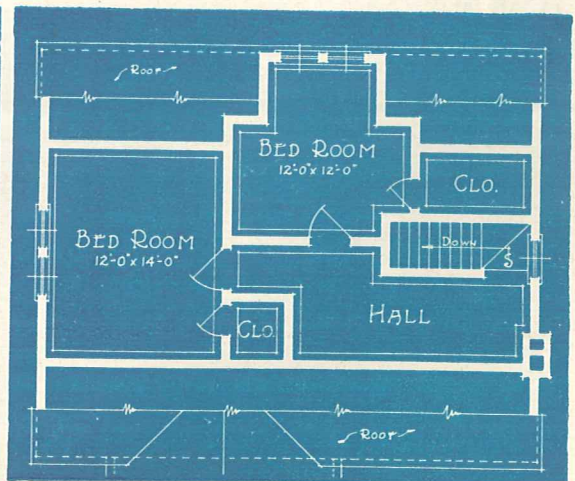 ROOF
BED ROOM
12'-0" x 12'-0"
CLO.
DOWN
S
BED ROOM
12'-0" x 14'-0"
HALL
CLO.
ROOF